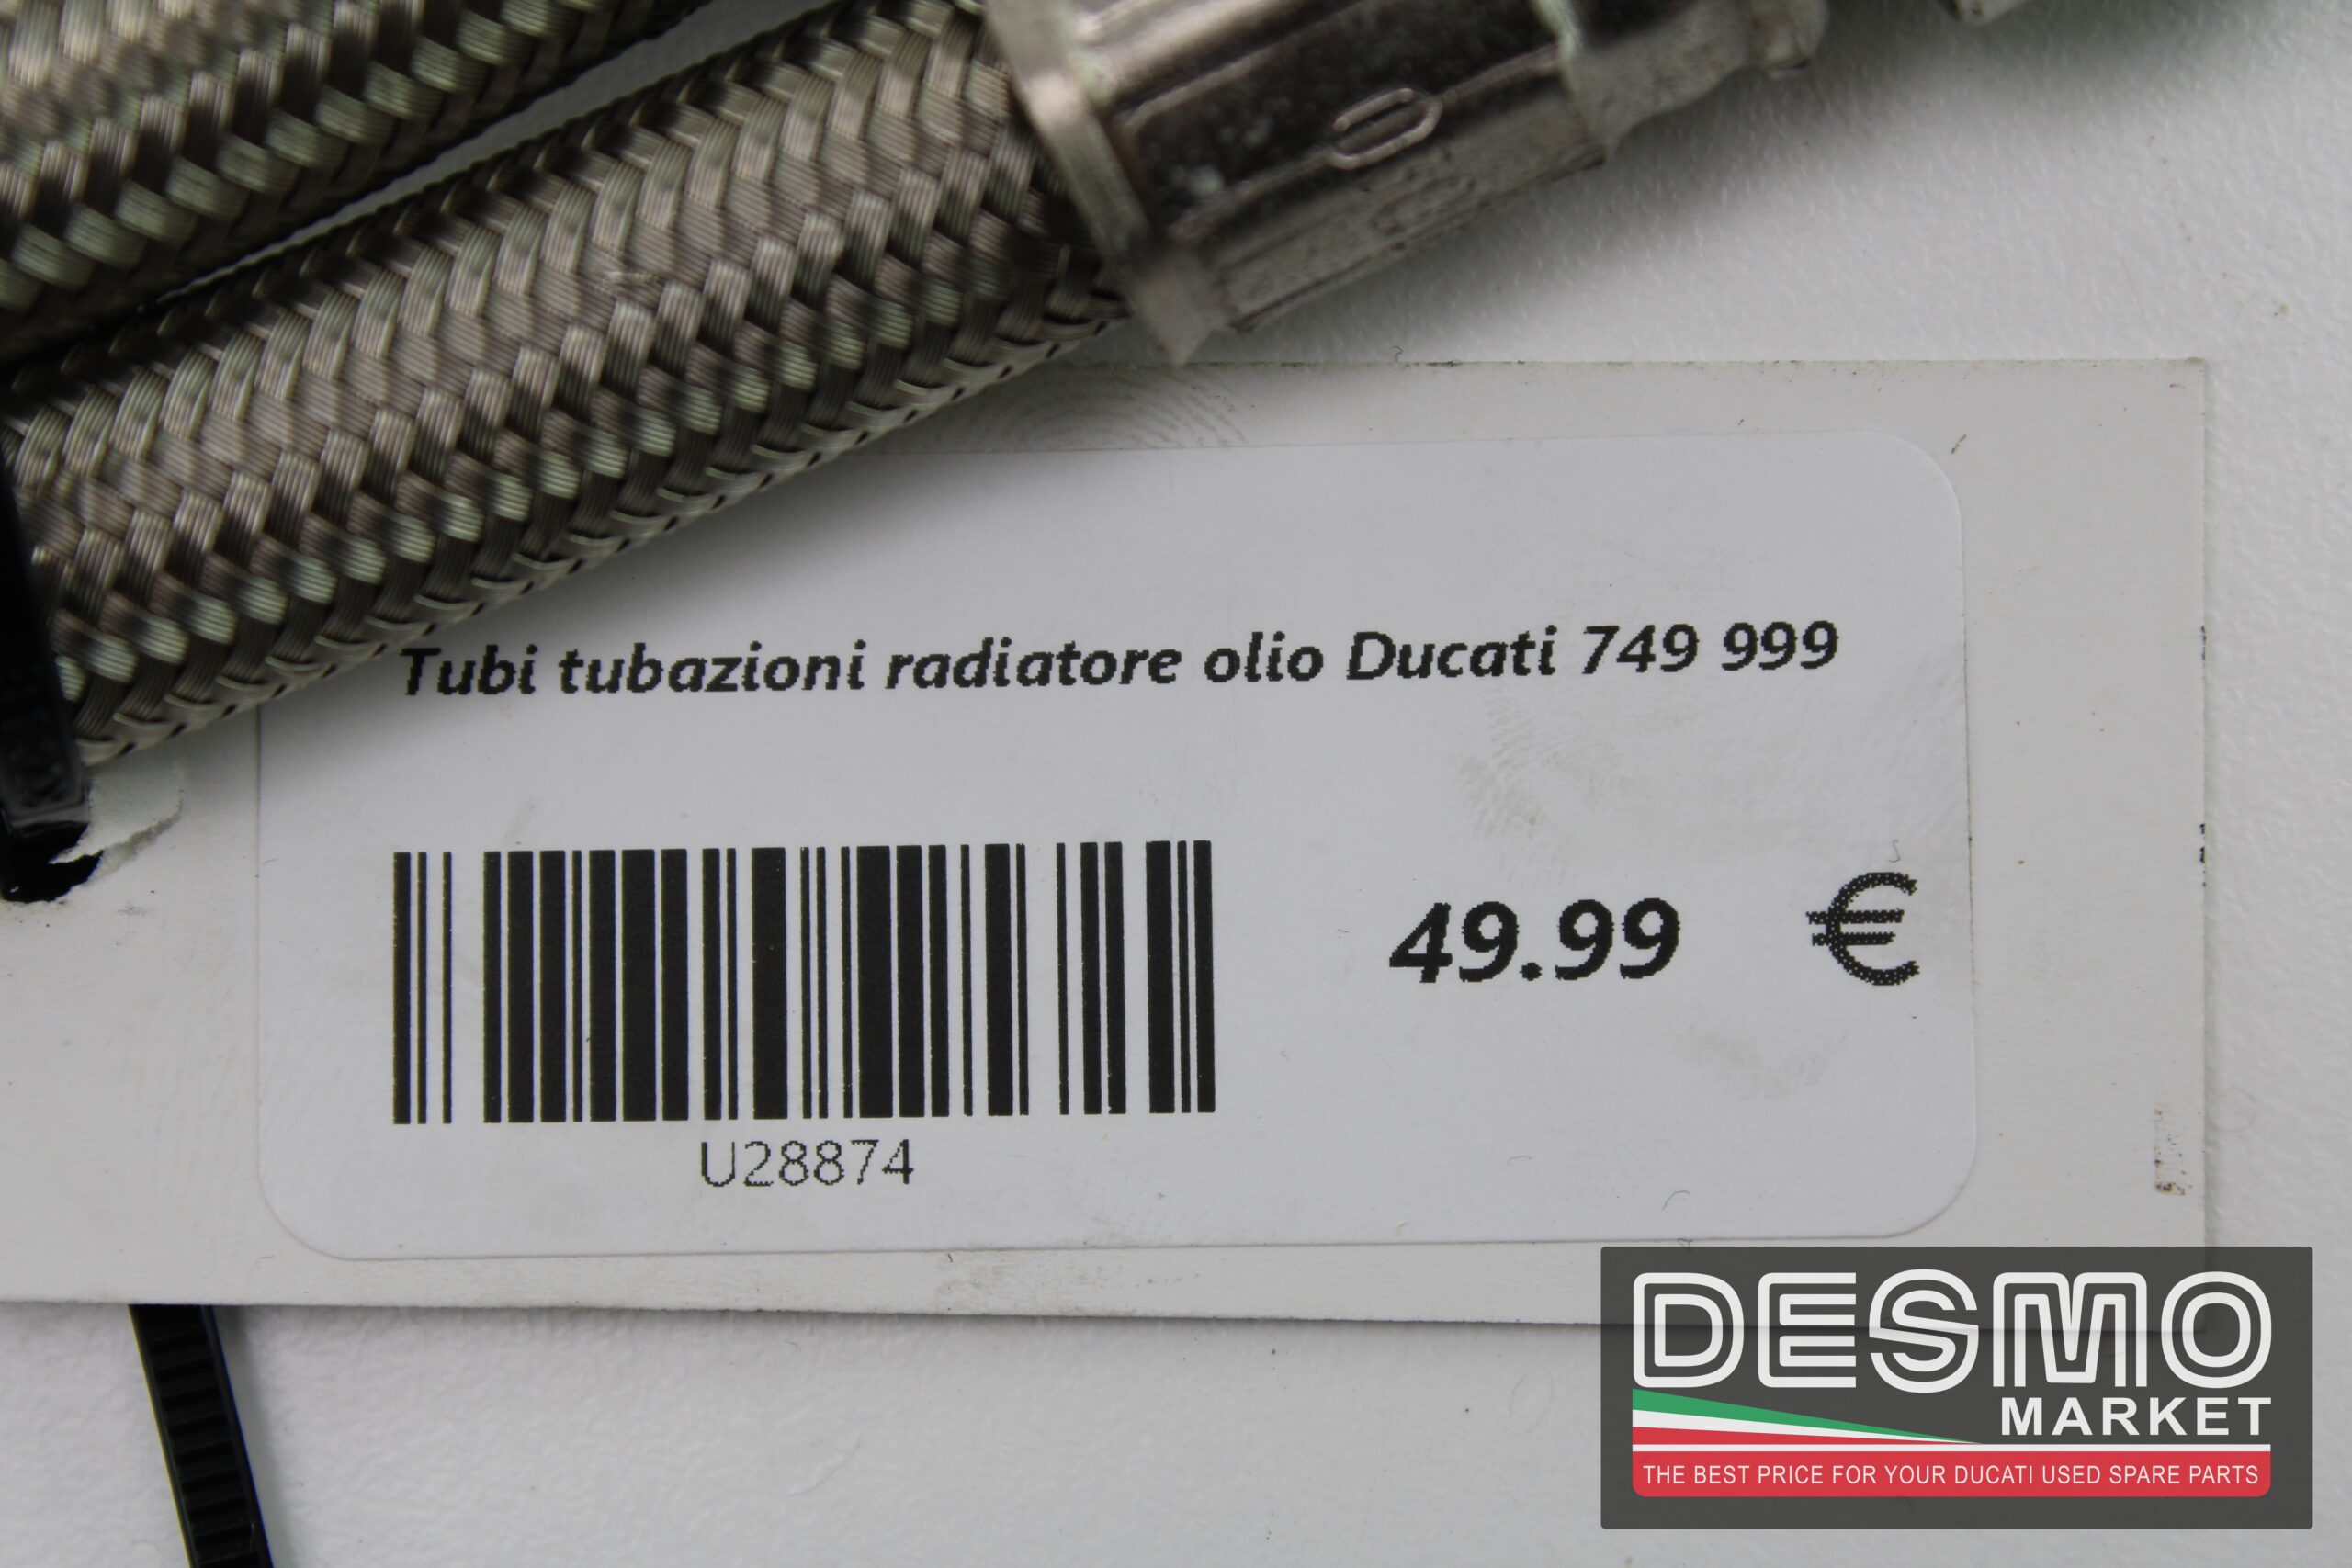 Tubi tubazioni radiatore olio Ducati 749 999
49.99 €
U28874
DESMO
MARKET
THE BEST PRICE FOR YOUR DUCATI USED SPARE PARTS